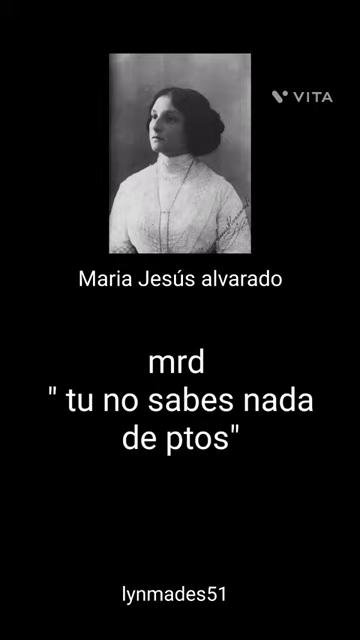 VITA
Maria Jesús alvarado
mrd
" tu no sabes nada
de ptos"
lynmades51